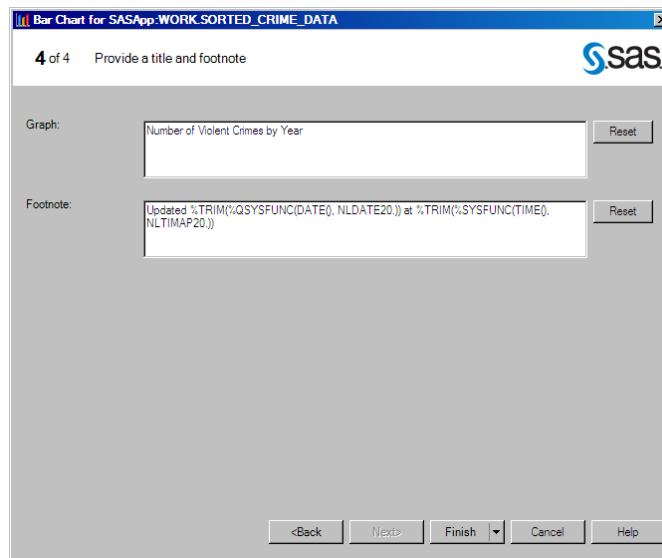 Bar Chart for SASApp:WORK.SORTED_CRIME_DATA
4 of 4 Provide a title and footnote
sas
Graph:
Number of Violent Crimes by Year
Reset
Footnote:
Updated %TRIM(%QSYSFUNC(DATE(), NLDATE20.)) at %TRIM(%SYSFUNC(TIME(),
NLTIMAP20.))
Reset
<Back Next> Finish Cancel Help